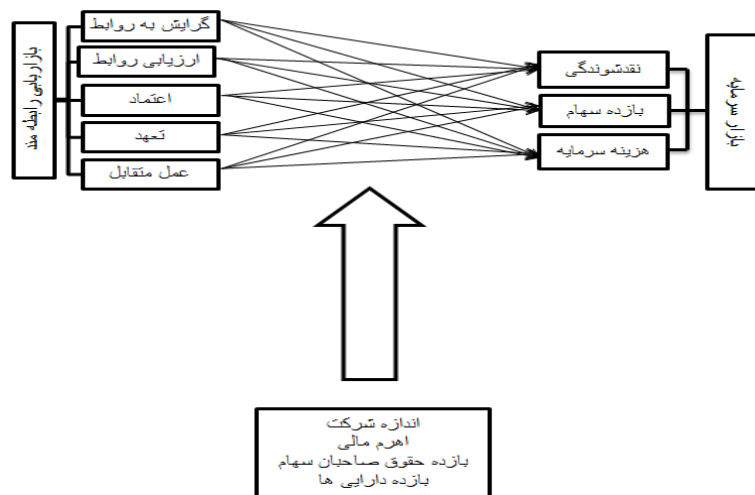 بازاریابی رابطه مند
گرایش به روابط
ارزیابی روابط
اعتماد
تعهد
عمل متقابل
نقدشوندگی
بازده سهام
هزینه سرمایه
بازار سرمایه
اندازه شرکت
اهرم مالی
بازده حقوق صاحبان سهام
بازده دارایی ها